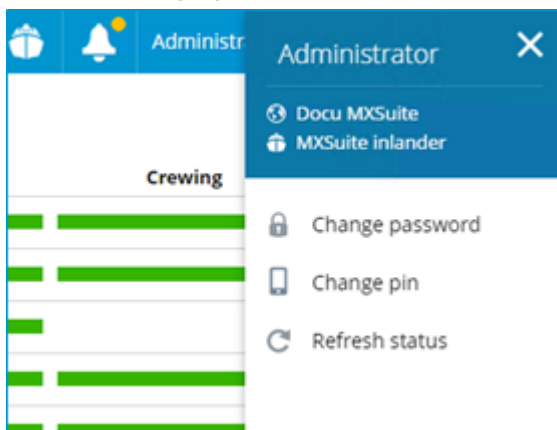 Administr
Administrator
Docu MXSuite
MXSuite inlander
Crewing
Change password
Change pin
Refresh status